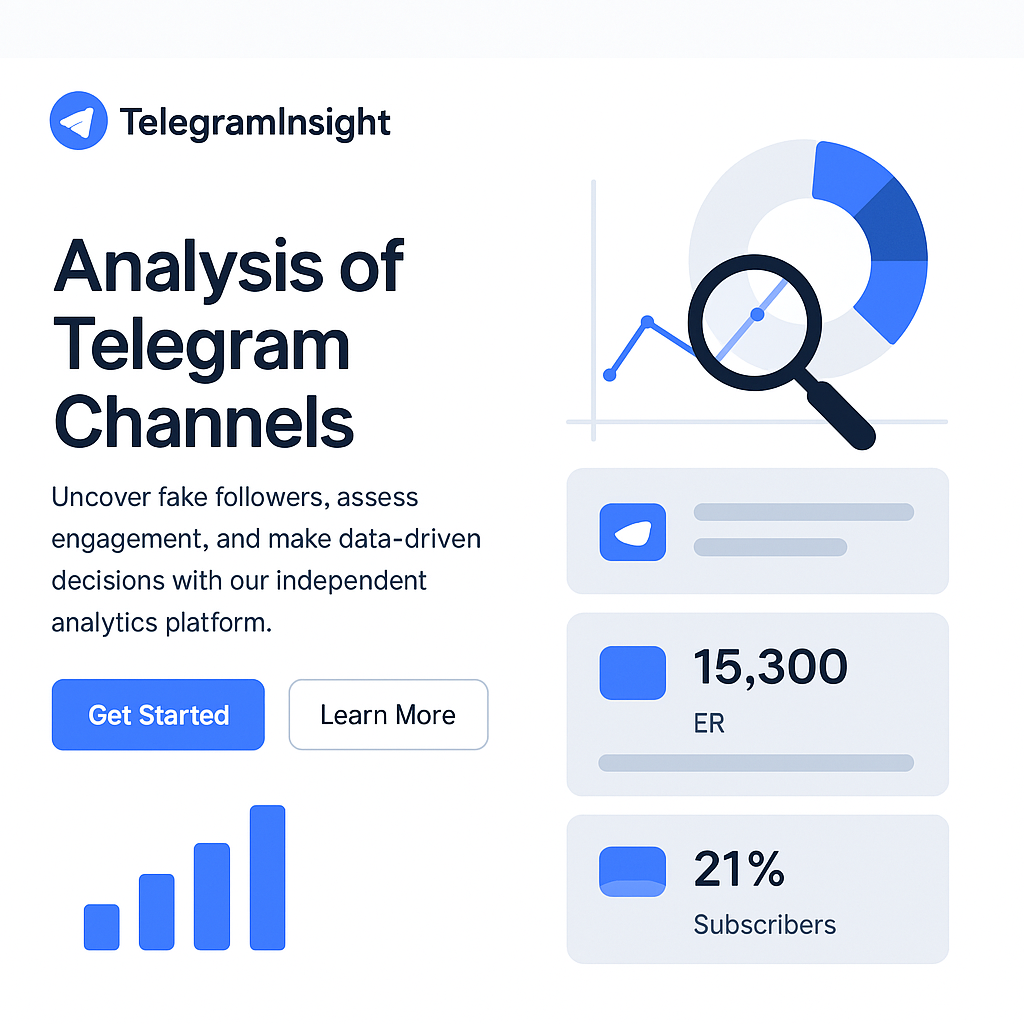 TelegramInsight
Analysis of
Telegram
Channels
Uncover fake followers, assess
engagement, and make data-driven
decisions with our independent
analytics platform.
Get Started
Learn More
15,300
ER
21%
Subscribers